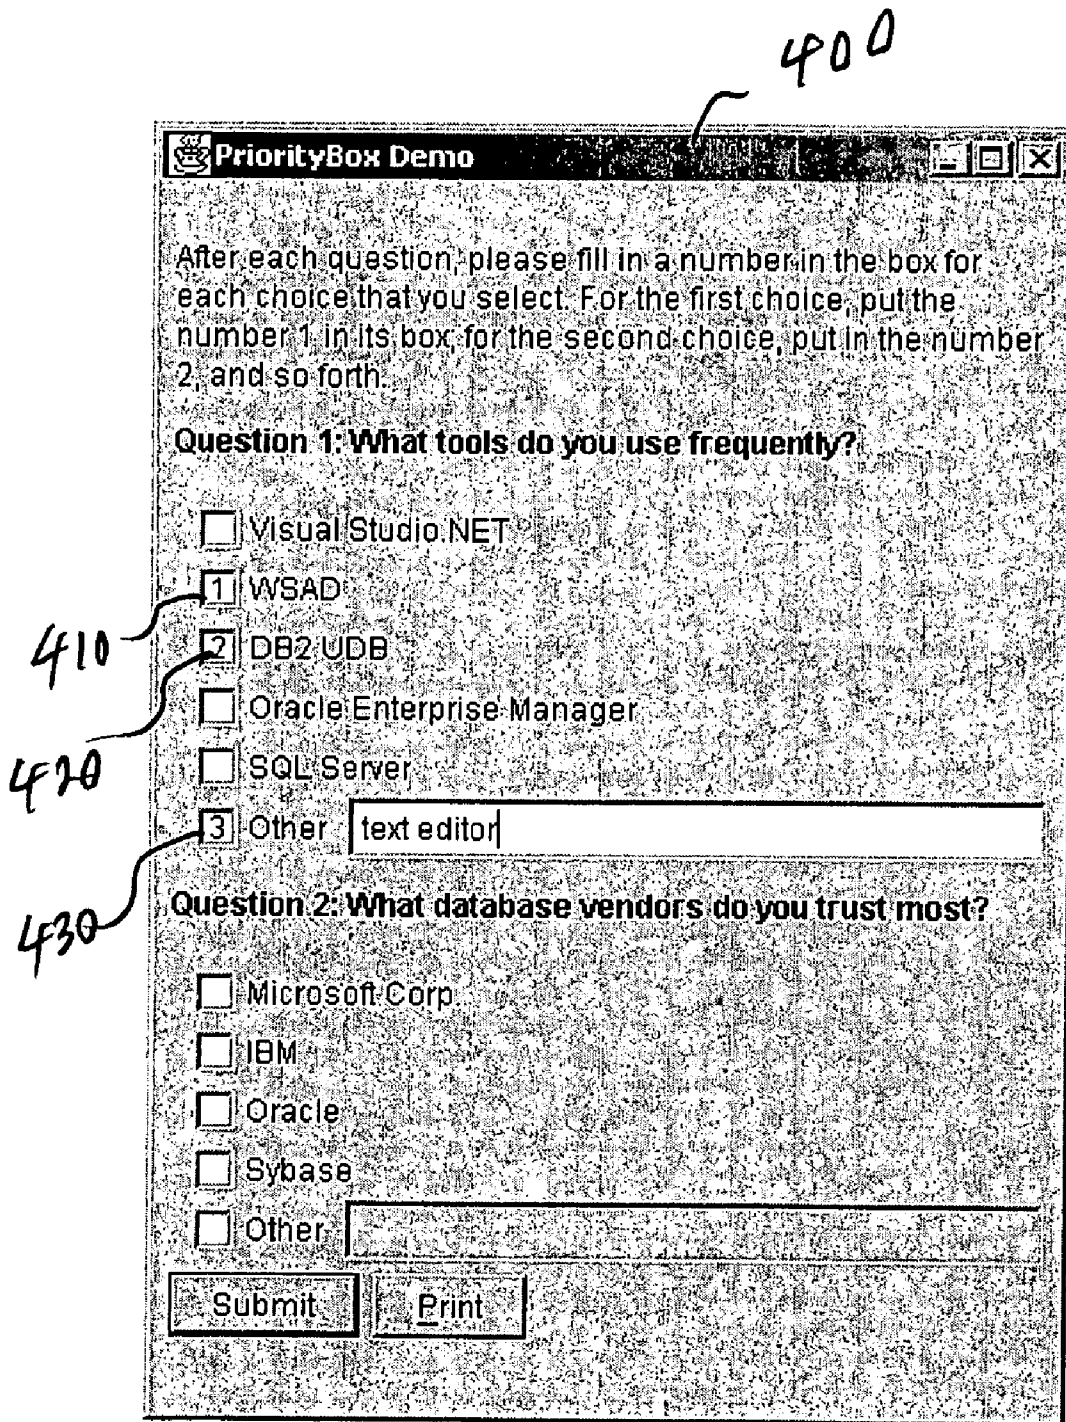 400
PriorityBox Demo
After each question, please fill in a number in the box for
each choice that you select. For the first choice, put the
number 1 in its box, for the second choice, put in the number
2, and so forth.
Question 1: What tools do you use frequently?
Visual Studio.NET
1 WSAD
410
2 DB2 UDB
Oracle Enterprise Manager
420
SQL Server
3 Other text editor
430
Question 2: What database vendors do you trust most?
Microsoft Corp
IBM
Oracle
Sybase
Other
Submit Print